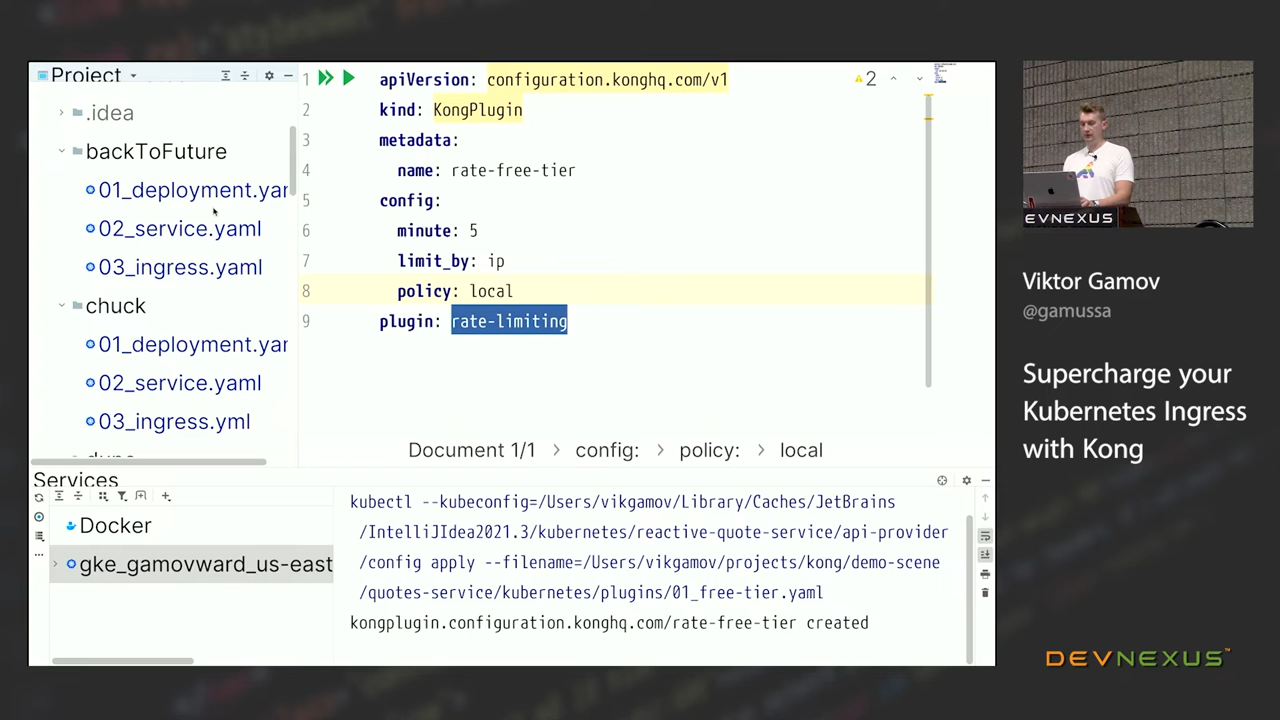 Project
.idea
backToFuture
01_deployment.yar
02_service.yaml
03_ingress.yaml
chuck
01_deployment.yar
02_service.yaml
03_ingress.yml
1 apiVersion: configuration.konghq.com/v1
2 kind: KongPlugin
3 metadata:
4 name: rate-free-tier
5 config:
6 minute: 5
7 limit_by: ip
8 policy: local
9 plugin: rate-limiting
2
Document 1/1 > config: > policy: > local
Services
Docker
gke_gamovward_us-east
kubectl --kubeconfig=/Users/vikgamov/Library/Caches/JetBrains
/IntelliJIdea2021.3/kubernetes/reactive-quote-service/api-provider
/config apply --filename=/Users/vikgamov/projects/kong/demo-scene
/quotes-service/kubernetes/plugins/01_free-tier.yaml
kongplugin.configuration.konghq.com/rate-free-tier created
EVNEXUS
Viktor Gamov
@gamussa
Supercharge your
Kubernetes Ingress
with Kong
DEVNEXUS™